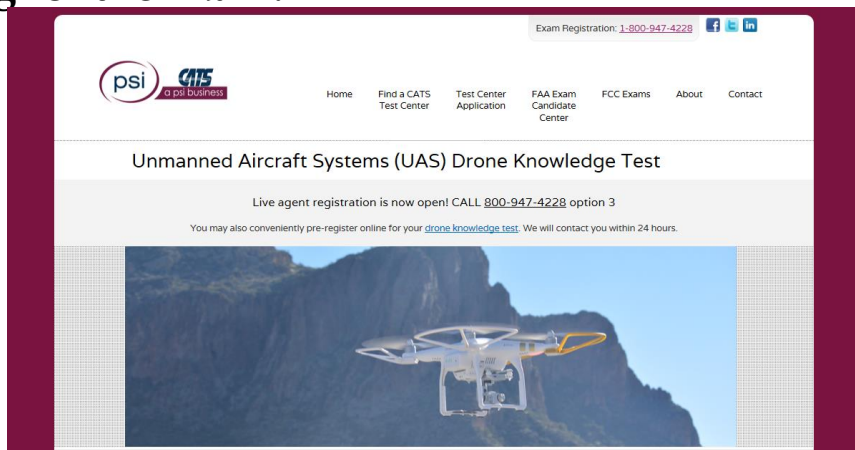 Exam Registration: 1-800-947-4228
psi CATS
a psi business
Home Find a CATS Test Center Test Center Application FAA Exam Candidate Center FCC Exams About Contact
Unmanned Aircraft Systems (UAS) Drone Knowledge Test
Live agent registration is now open! CALL 800-947-4228 option 3
You may also conveniently pre-register online for your drone knowledge test. We will contact you within 24 hours.